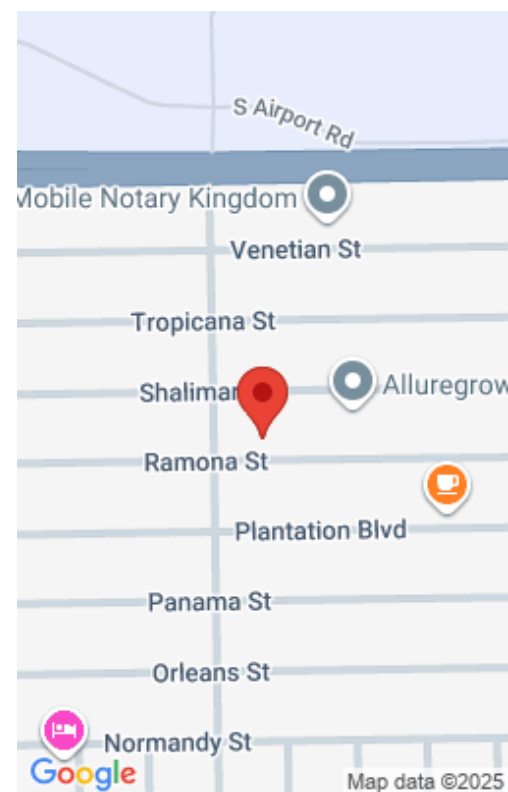 S Airport Rd
Mobile Notary Kingdom
Venetian St
Tropicana St
Shalimar
Alluregrow
Ramona St
Plantation Blvd
Panama St
Orleans St
Normandy St
Google
Map data ©2025